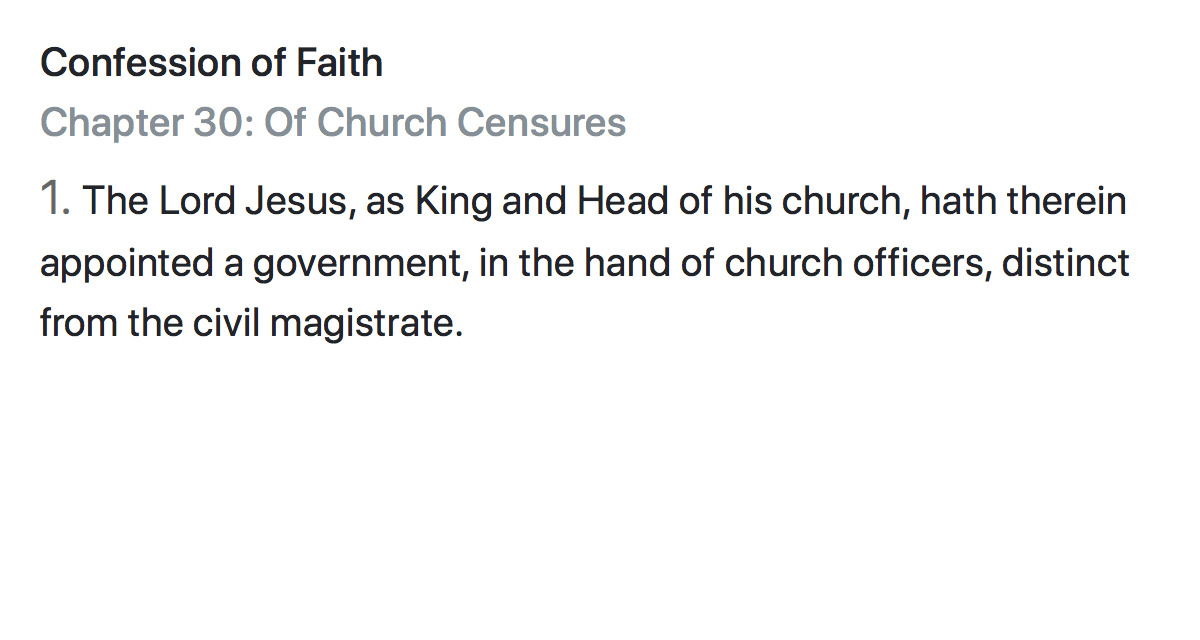 Confession of Faith
Chapter 30: Of Church Censures
1. The Lord Jesus, as King and Head of his church, hath therein
appointed a government, in the hand of church officers, distinct
from the civil magistrate.